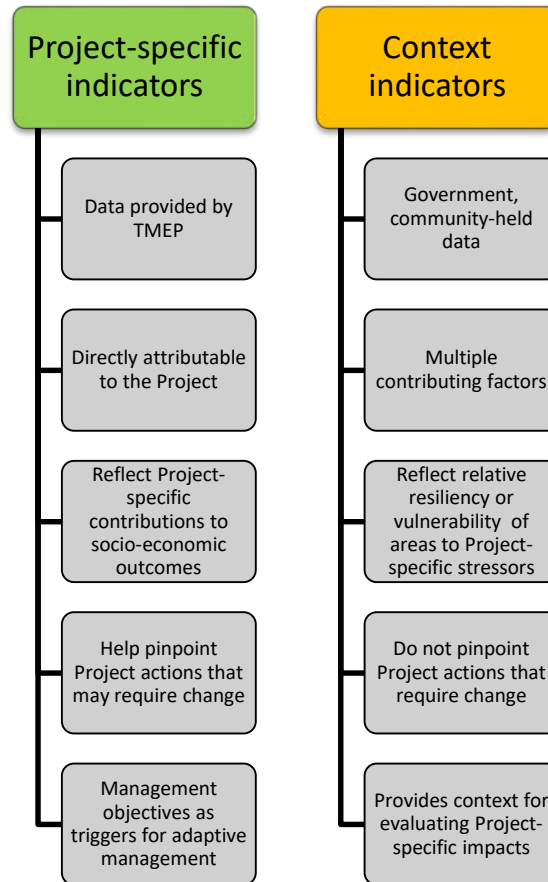 Project-specific
indicators
Data provided by
TMEP
Directly attributable
to the Project
Reflect Project-
specific
contributions to
socio-economic
outcomes
Help pinpoint
Project actions that
may require change
Management
objectives as
triggers for adaptive
management
Context
indicators
Government,
community-held
data
Multiple
contributing factors
Reflect relative
resiliency or
vulnerability of
areas to Project-
specific stressors
Do not pinpoint
Project actions that
require change
Provides context for
evaluating Project-
specific impacts